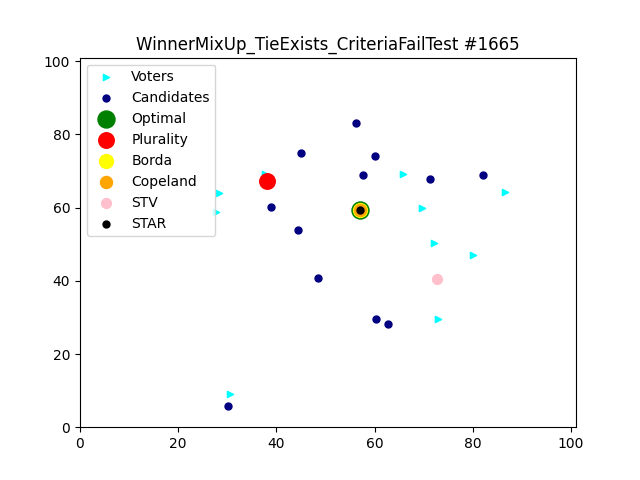 WinnerMixUp_TieExists_CriteriaFailTest #1665
100
80
60
40
20
0
Voters
Candidates
Optimal
Plurality
Borda
Copeland
STV
STAR
0 20 40 60 80 100